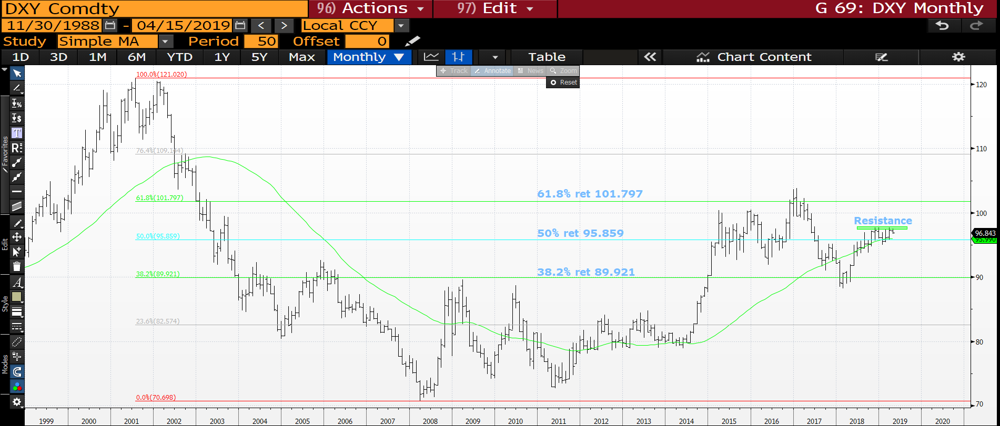 DXY Comdty 96) Actions 97) Edit G 69: DXY Monthly
11/30/1988 - 04/15/2019 < > Local CCY
Study Simple MA Period 50 Offset 0
1D 3D 1M 6M YTD 1Y 5Y Max Monthly Table Chart Content
Track Annotate News Zoom
Reset
Favorites
Edit
Style
Modes
%
$
T
R
A
100.0%(121.020)
76.4%(109.144)
61.8%(101.797)
50.0%(95.859)
38.2%(89.921)
23.6%(82.574)
0.0%(70.698)
61.8% ret 101.797
Resistance
50% ret 95.859
38.2% ret 89.921
120
110
100
96.843
95.990
90
80
70
1999 2000 2001 2002 2003 2004 2005 2006 2007 2008 2009 2010 2011 2012 2013 2014 2015 2016 2017 2018 2019 2020